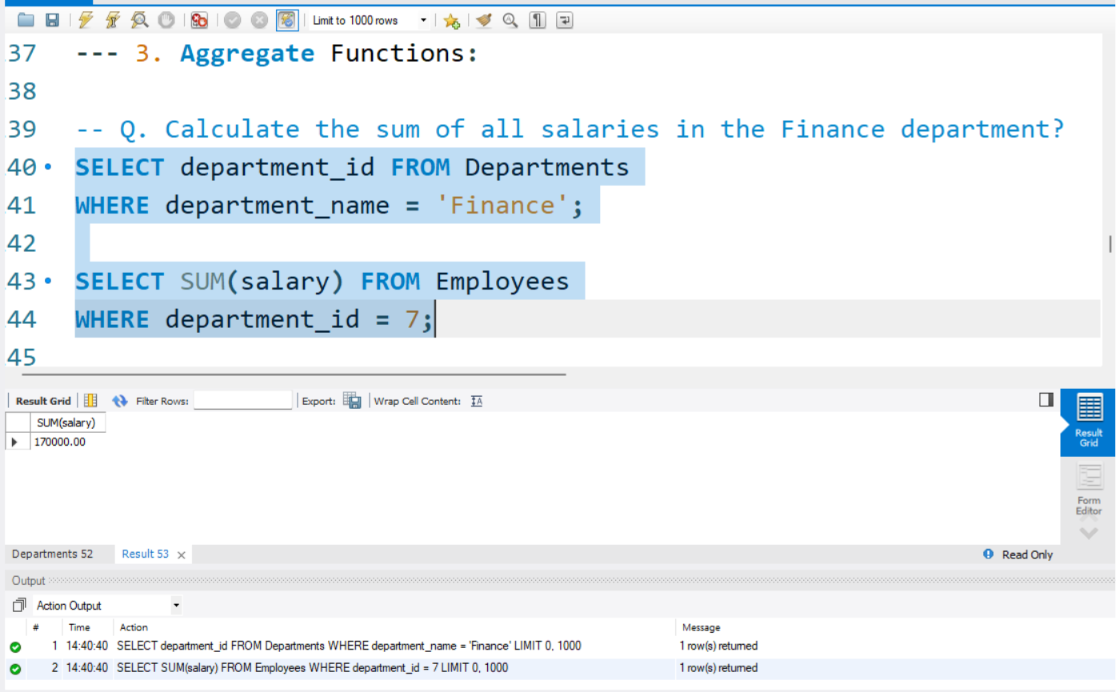 Limit to 1000 rows
37 --- 3. Aggregate Functions:
38
39 -- Q. Calculate the sum of all salaries in the Finance department?
40 SELECT department_id FROM Departments
41 WHERE department_name = 'Finance';
42
43 SELECT SUM(salary) FROM Employees
44 WHERE department_id = 7;
45
Result Grid Filter Rows: Export: Wrap Cell Content: IA
SUM(salary)
170000.00
Result Grid
Form Editor
Departments 52 Result 53 × Read Only
Output
Action Output
# Time Action Message
1 14:40:40 SELECT department_id FROM Departments WHERE department_name = 'Finance' LIMIT 0, 1000 1 row(s) returned
2 14:40:40 SELECT SUM(salary) FROM Employees WHERE department_id = 7 LIMIT 0, 1000 1 row(s) returned